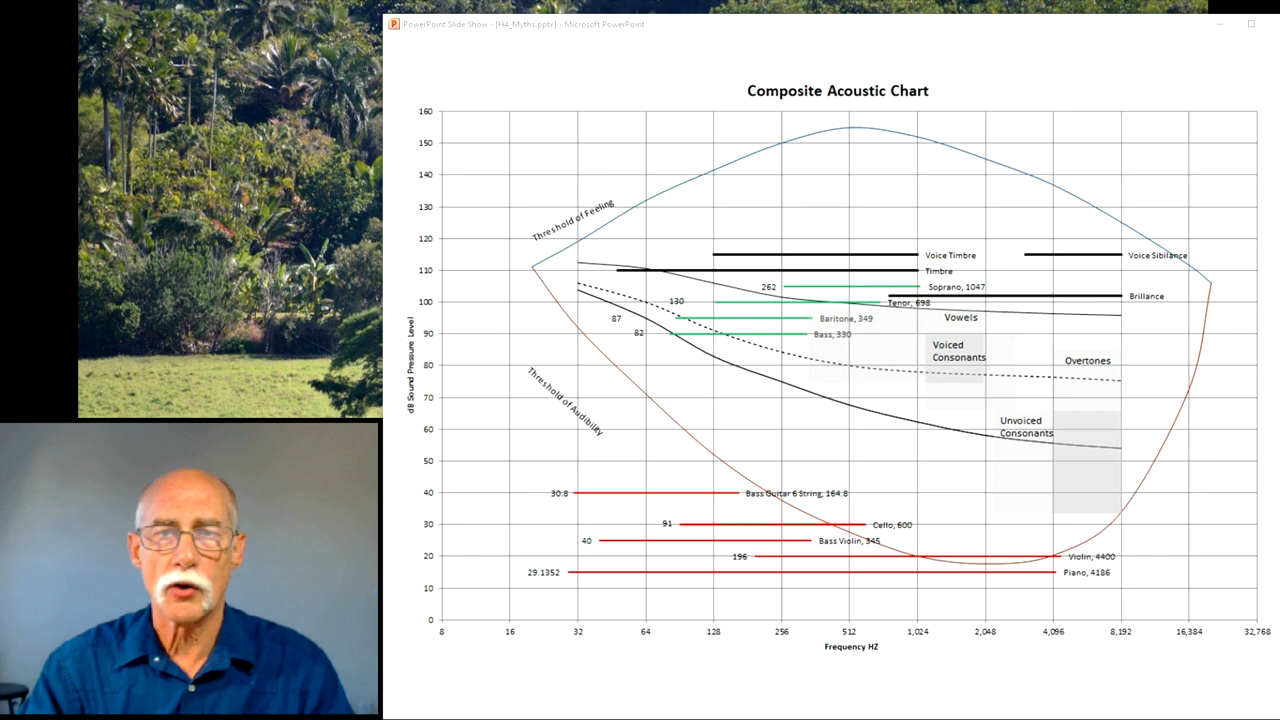 PowerPoint Slide Show - [H4_Myths.pptx] - Microsoft PowerPoint
Composite Acoustic Chart
160
150
140
130
120
110
100
90
80
70
60
50
40
30
20
10
0
dB Sound Pressure Level
Threshold of Feeling
Voice Timbre
Voice Sibilance
Timbre
262
Soprano, 1047
Brillance
130
Tenor, 698
87
Baritone, 349
Vowels
82
Bass, 330
Voiced
Consonants
Overtones
Threshold of Audibility
Unvoiced
Consonants
30.8
Bass Guitar 6 String, 164.8
91
Cello, 600
40
Bass Violin, 345
196
Violin, 4400
29.1352
Piano, 4186
8
16
32
64
128
256
512
1,024
2,048
4,096
8,192
16,384
32,768
Frequency HZ